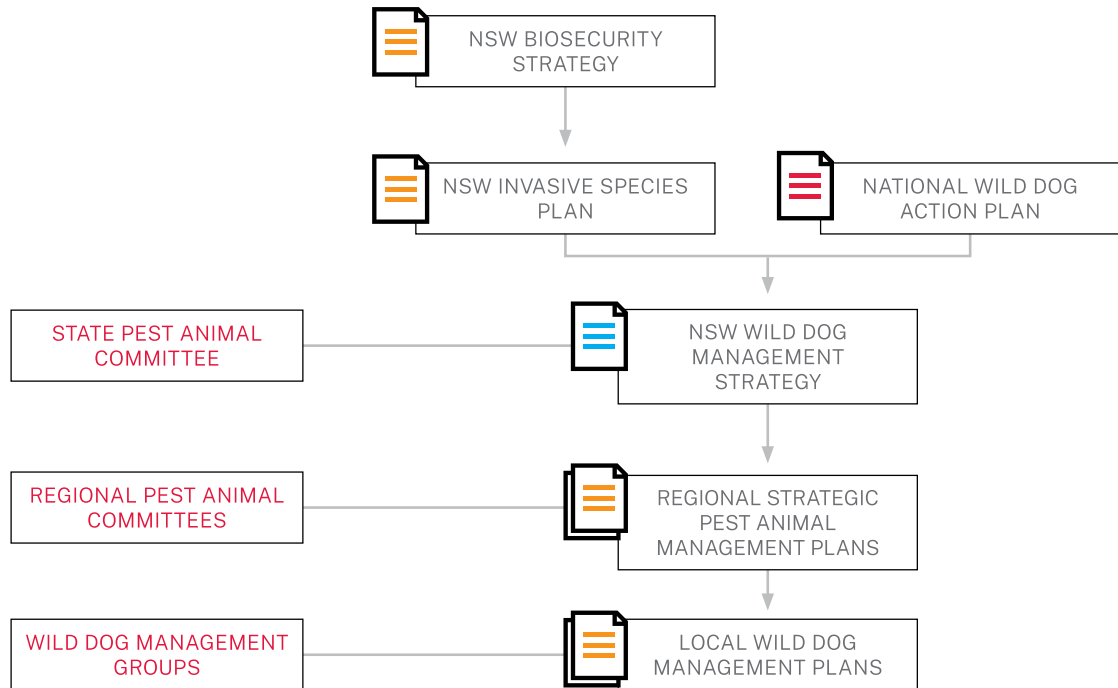 NSW BIOSECURITY
STRATEGY
NSW INVASIVE SPECIES
PLAN
NATIONAL WILD DOG
ACTION PLAN
STATE PEST ANIMAL
COMMITTEE
NSW WILD DOG
MANAGEMENT
STRATEGY
REGIONAL PEST ANIMAL
COMMITTEES
REGIONAL STRATEGIC
PEST ANIMAL
MANAGEMENT PLANS
WILD DOG MANAGEMENT
GROUPS
LOCAL WILD DOG
MANAGEMENT PLANS